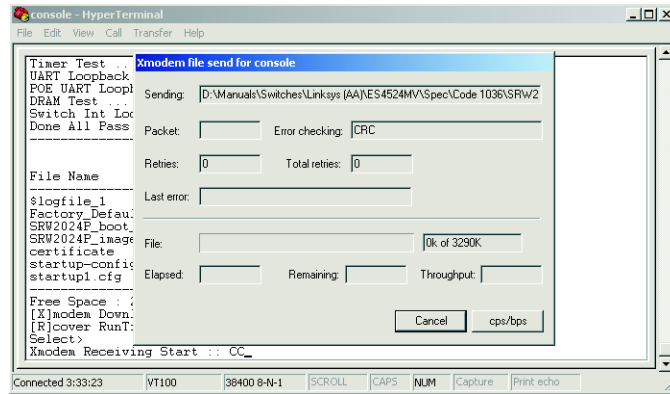 console - HyperTerminal
File Edit View Call Transfer Help
Timer Test ..
UART Loopback
POE UART Loop
DRAM Test ...
Switch Int Loo
Done All Pass
File Name
$logfile_1
Factory_Defau
SRW2024P_boot_
SRW2024P_image
certificate
startup-config
startup1.cfg
Free Space :
[X]modem Down
[R]cover RunT
Select>
Xmodem Receiving Start :: CC_
Xmodem file send for console
Sending: D:\Manuals\Switches\Linksys (AA)\ES4524MV\Spec\Code 1036\SRW2
Packet: Error checking: CRC
Retries: 0 Total retries: 0
Last error:
File: 0k of 3290K
Elapsed: Remaining: Throughput:
Cancel cps/bps
Connected 3:33:23 VT100 38400 8-N-1 SCROLL CAPS NUM Capture Print echo